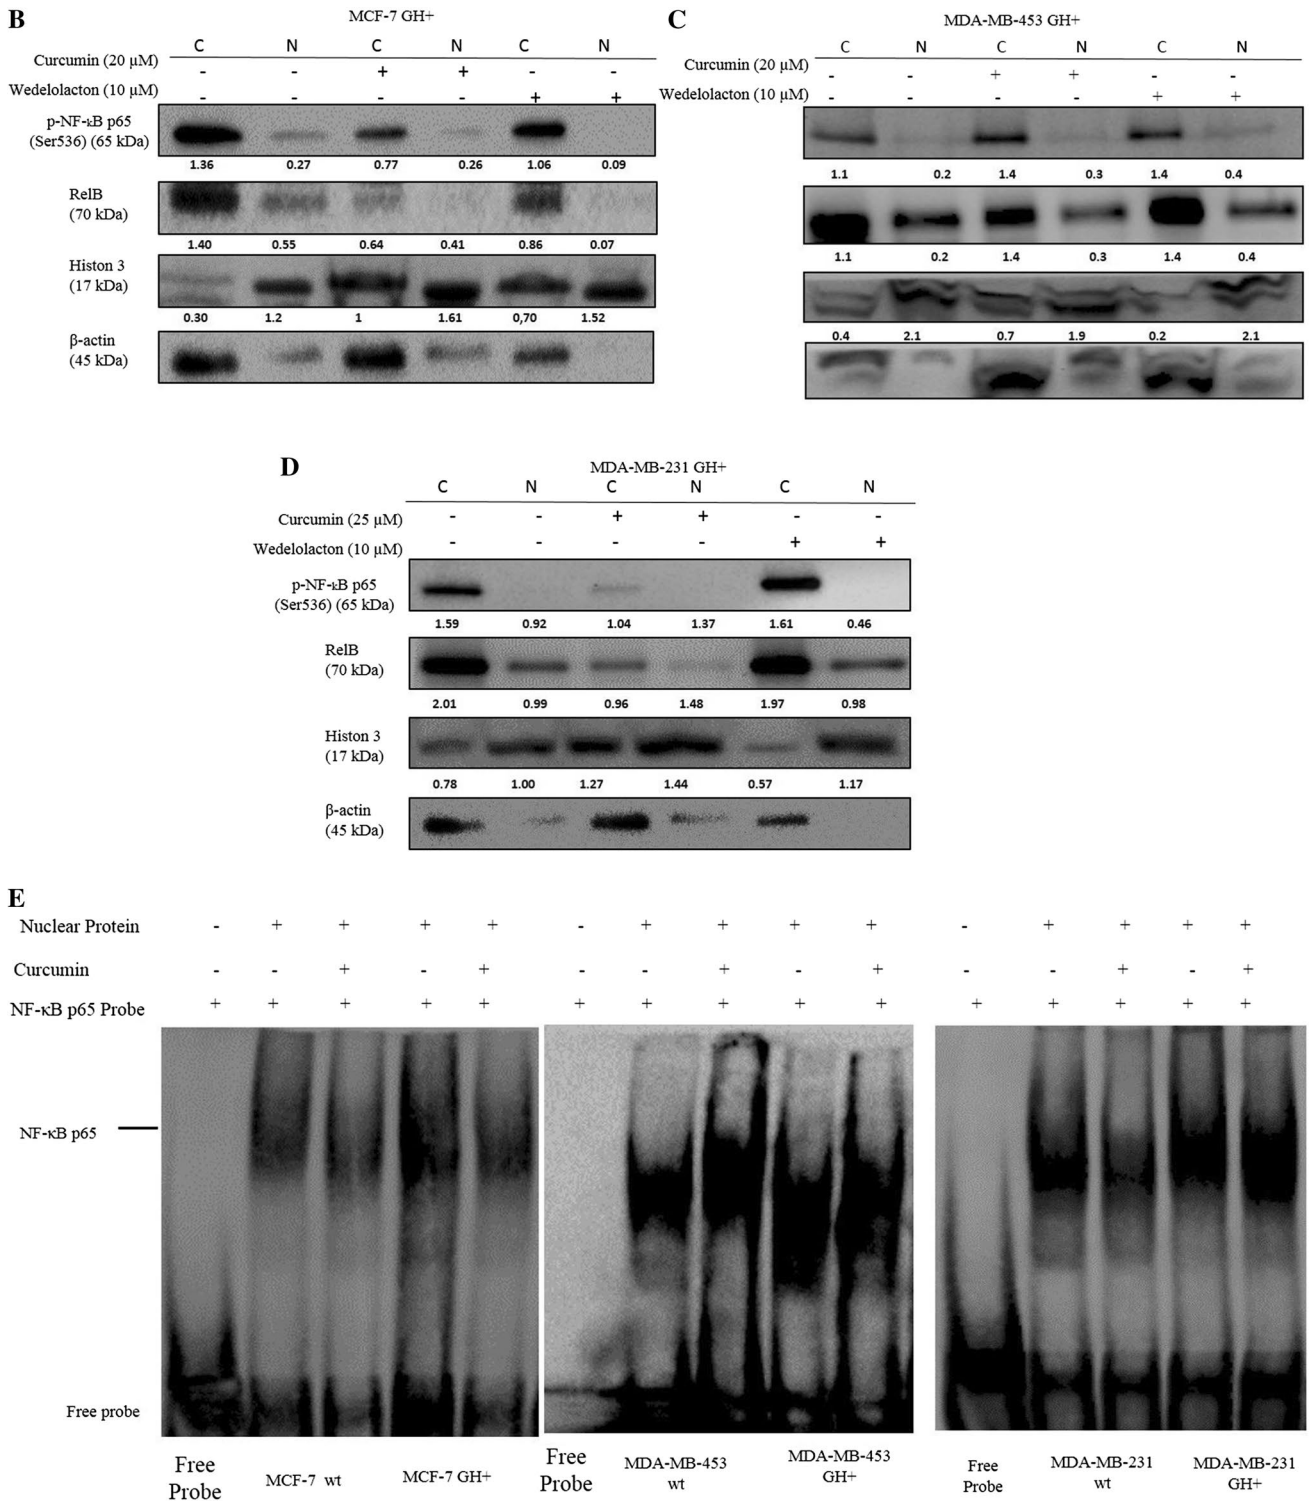 B
MCF-7 GH+
C N C N C N
Curcumin (20 µM) - - + + - -
Wedelolacton (10 µM) - - - - + +
p-NF-κB p65
(Ser536) (65 kDa)
1.36 0.27 0.77 0.26 1.06 0.09
RelB
(70 kDa)
1.40 0.55 0.64 0.41 0.86 0.07
Histon 3
(17 kDa)
0.30 1.2 1 1.61 0,70 1.52
β-actin
(45 kDa)
C
MDA-MB-453 GH+
C N C N C N
Curcumin (20 µM) - - + + - -
Wedelolacton (10 µM) - - - - + +
1.1 0.2 1.4 0.3 1.4 0.4
1.1 0.2 1.4 0.3 1.4 0.4
0.4 2.1 0.7 1.9 0.2 2.1
D
MDA-MB-231 GH+
C N C N C N
Curcumin (25 µM) - - + + - -
Wedelolacton (10 µM) - - - - + +
p-NF-κB p65
(Ser536) (65 kDa)
1.59 0.92 1.04 1.37 1.61 0.46
RelB
(70 kDa)
2.01 0.99 0.96 1.48 1.97 0.98
Histon 3
(17 kDa)
0.78 1.00 1.27 1.44 0.57 1.17
β-actin
(45 kDa)
E
Nuclear Protein - + + + + - + + + + - + + + +
Curcumin - - + - + - - + - + - - + - +
NF-κB p65 Probe + + + + + + + + + + + + + + +
NF-κB p65
Free probe
Free
Probe
MCF-7 wt
MCF-7 GH+
Free
Probe
MDA-MB-453
wt
MDA-MB-453
GH+
Free
Probe
MDA-MB-231
wt
MDA-MB-231
GH+